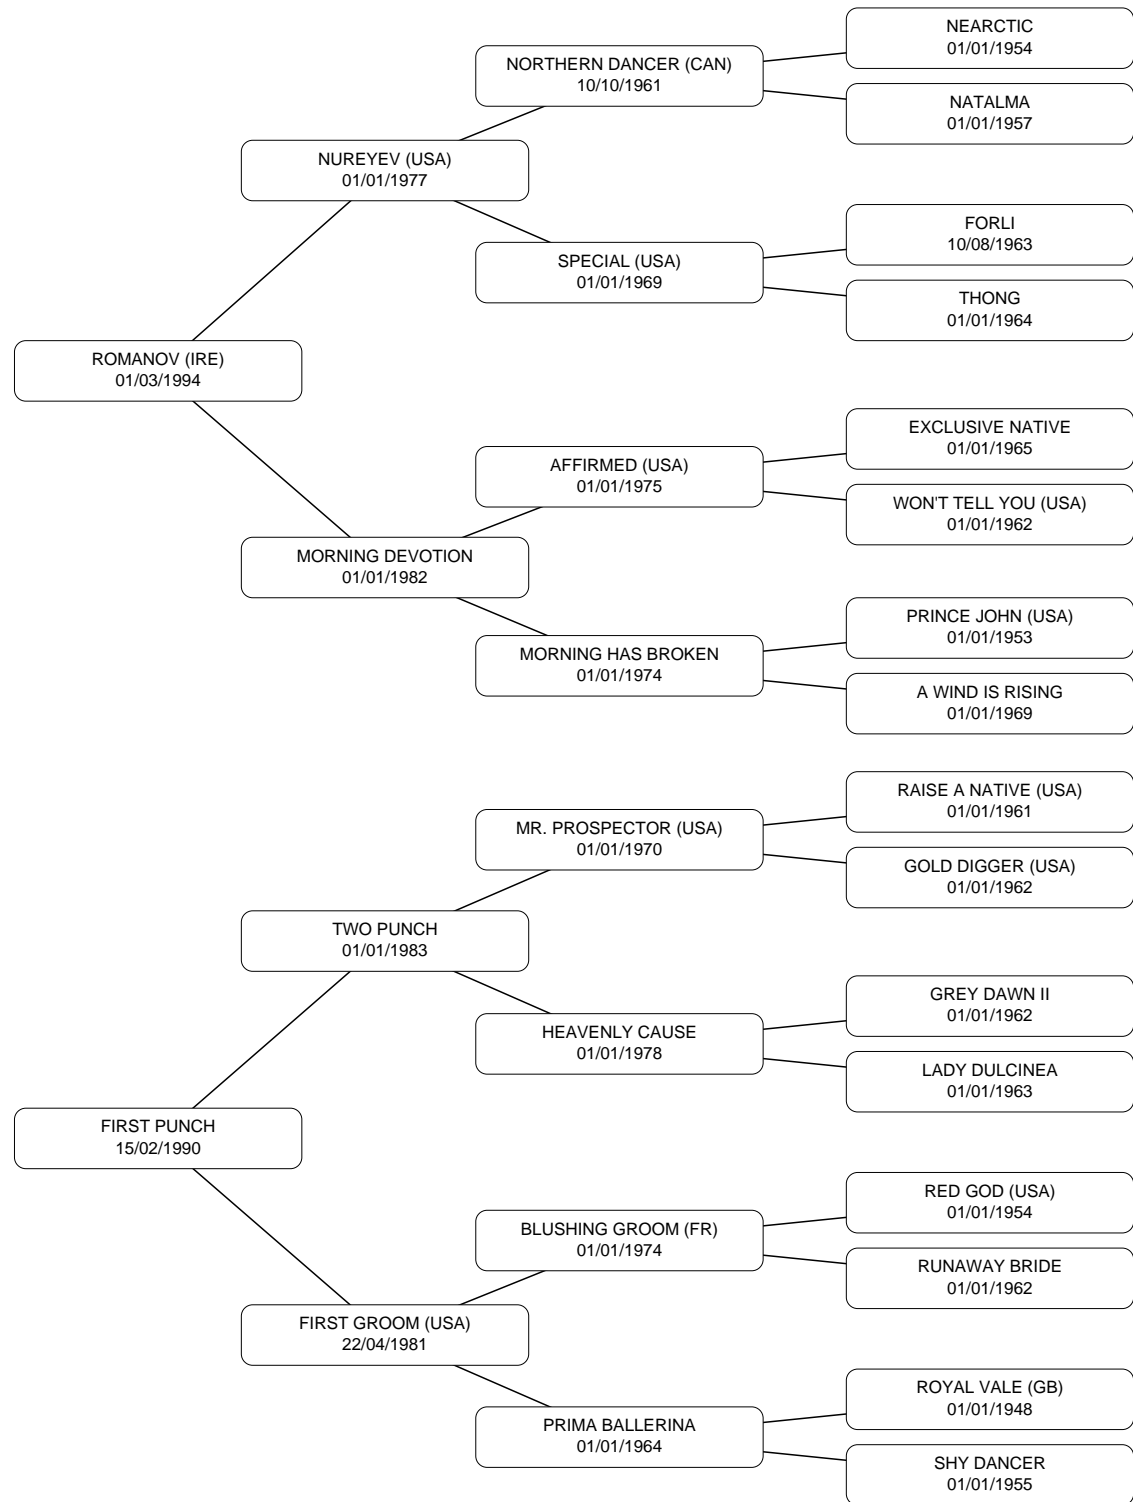 NEARCTIC
01/01/1954
NORTHERN DANCER (CAN)
10/10/1961
NATALMA
01/01/1957
NUREYEV (USA)
01/01/1977
FORLI
10/08/1963
SPECIAL (USA)
01/01/1969
THONG
01/01/1964
ROMANOV (IRE)
01/03/1994
EXCLUSIVE NATIVE
01/01/1965
AFFIRMED (USA)
01/01/1975
WON'T TELL YOU (USA)
01/01/1962
MORNING DEVOTION
01/01/1982
PRINCE JOHN (USA)
01/01/1953
MORNING HAS BROKEN
01/01/1974
A WIND IS RISING
01/01/1969
RAISE A NATIVE (USA)
01/01/1961
MR. PROSPECTOR (USA)
01/01/1970
GOLD DIGGER (USA)
01/01/1962
TWO PUNCH
01/01/1983
GREY DAWN II
01/01/1962
HEAVENLY CAUSE
01/01/1978
LADY DULCINEA
01/01/1963
FIRST PUNCH
15/02/1990
RED GOD (USA)
01/01/1954
BLUSHING GROOM (FR)
01/01/1974
RUNAWAY BRIDE
01/01/1962
FIRST GROOM (USA)
22/04/1981
ROYAL VALE (GB)
01/01/1948
PRIMA BALLERINA
01/01/1964
SHY DANCER
01/01/1955